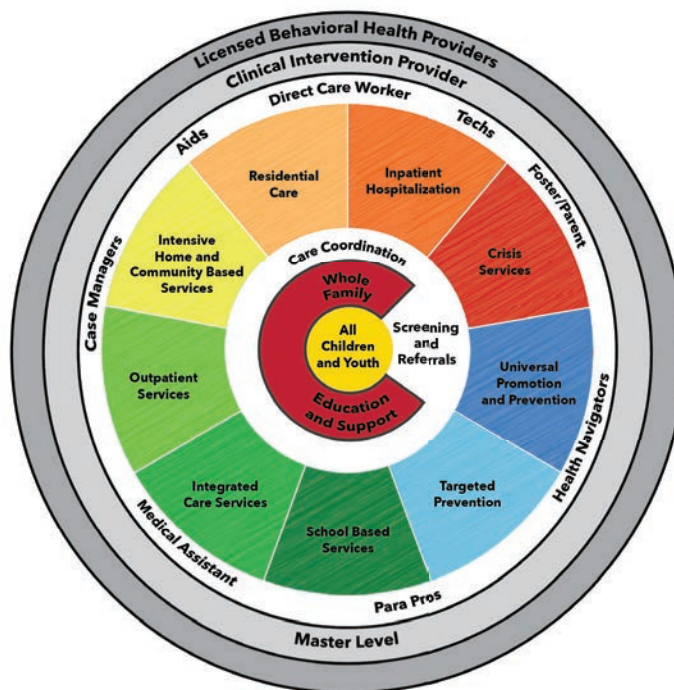 Licensed Behavioral Health Providers
Clinical Intervention Provider
Direct Care Worker
Aids
Techs
Foster/Parent
Case Managers
Health Navigators
Medical Assistant
Para Pros
Master Level
Residential
Care
Inpatient
Hospitalization
Crisis
Services
Universal
Promotion
and Prevention
Targeted
Prevention
School Based
Services
Integrated
Care Services
Outpatient
Services
Intensive
Home and
Community Based
Services
Care Coordination
Whole
Family
All
Children
and Youth
Screening
and
Referrals
Education
and Support